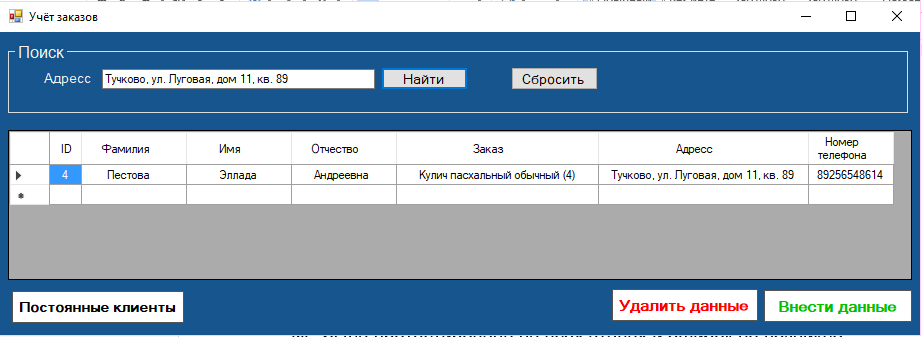 Учёт заказов
Поиск
Адресс Тучково, ул. Луговая, дом 11, кв. 89 Найти Сбросить
ID Фамилия Имя Отчество Заказ Адресс Номер
телефона
4 Пестова Эллада Андреевна Кулич пасхальный обычный (4) Тучково, ул. Луговая, дом 11, кв. 89 89256548614
Постоянные клиенты Удалить данные Внести данные